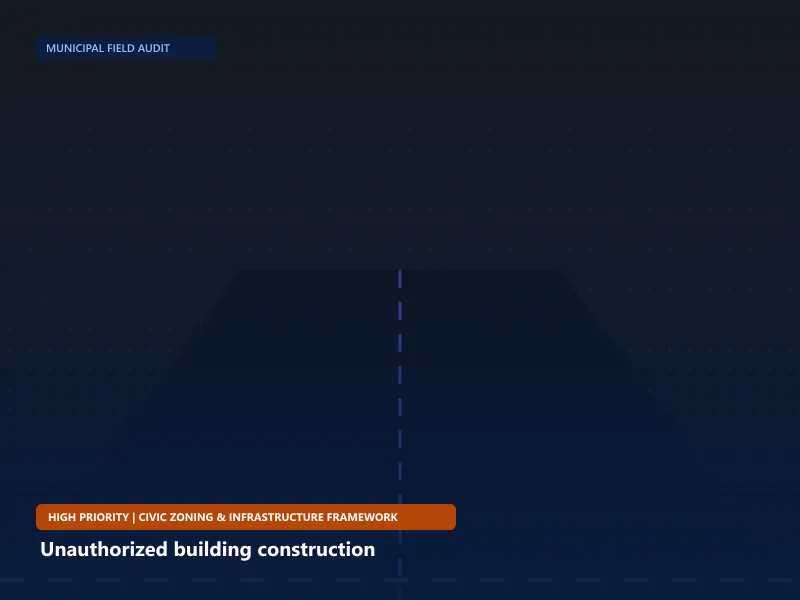 MUNICIPAL FIELD AUDIT
HIGH PRIORITY | CIVIC ZONING & INFRASTRUCTURE FRAMEWORK
Unauthorized building construction